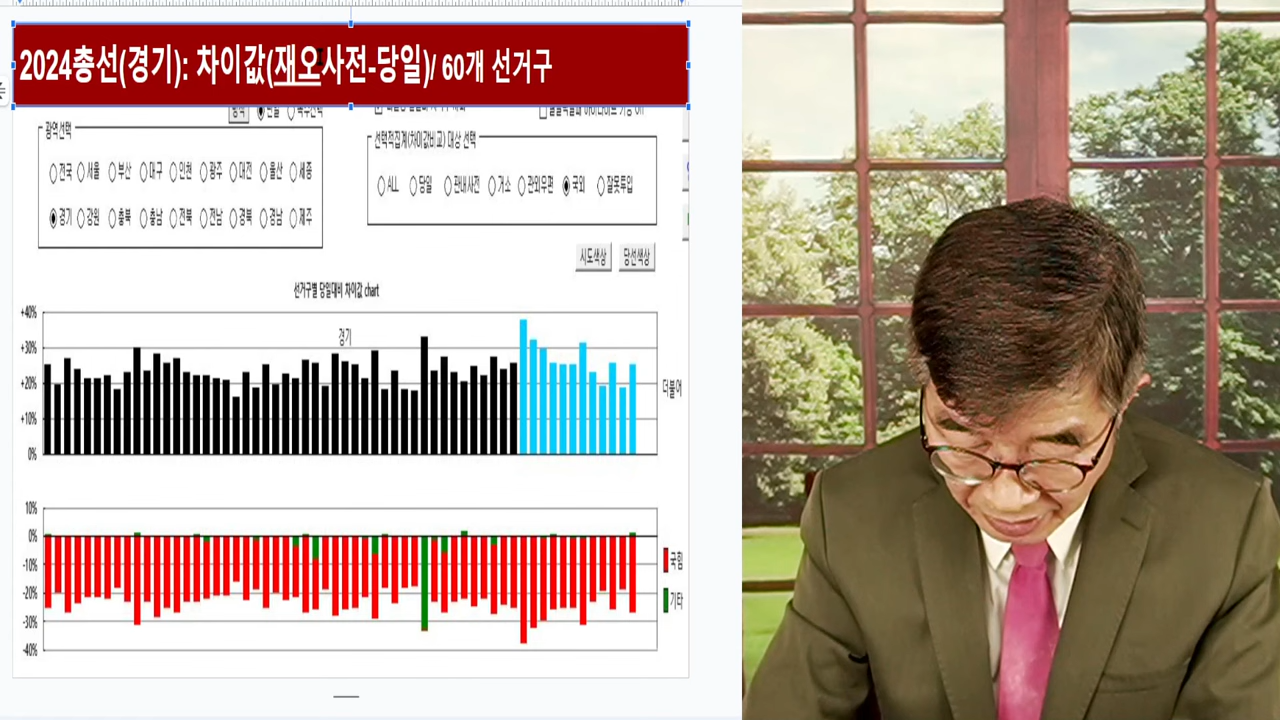 2024총선(경기): 차이값(재오사전-당일)/ 60개 선거구
광역선택
전국 서울 부산 대구 인천 광주 대전 울산 세종
경기 강원 충북 충남 전북 전남 경북 경남 제주
선택적집계(차이값비교) 대상 선택
ALL 당일 관내사전 거소 관외우편 국외 잘못투입
시도색상 당선색상
선거구별 당일대비 차이값 chart
경기
+40%
+30%
+20%
+10%
0%
더불어
10%
0%
-10%
-20%
-30%
-40%
국힘
기타